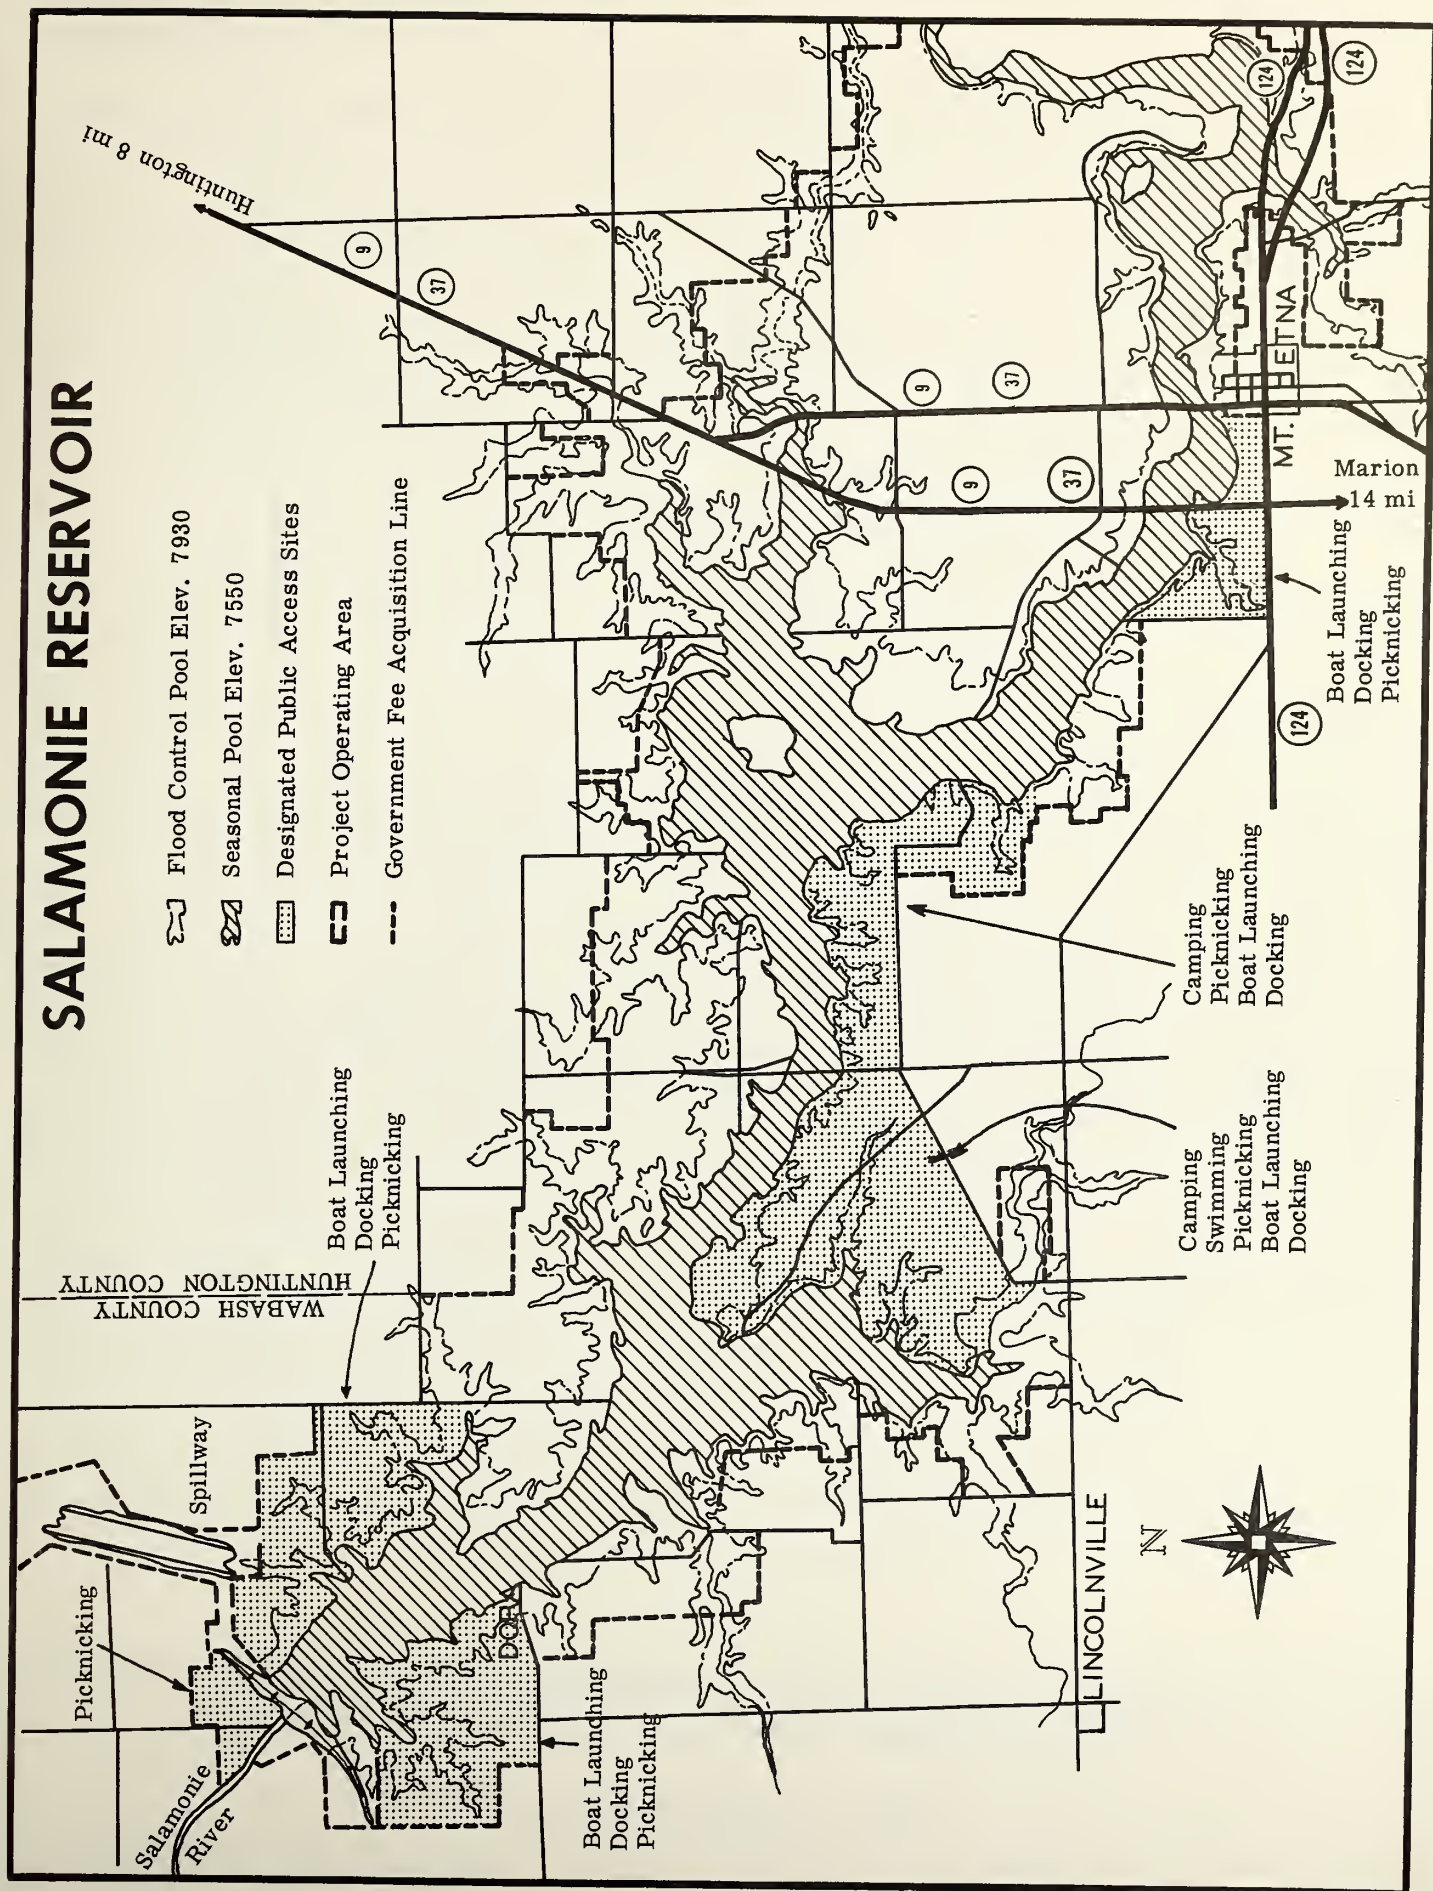 SALAMONIE RESERVOIR
Flood Control Pool Elev. 7930
Seasonal Pool Elev. 7550
Designated Public Access Sites
Project Operating Area
Government Fee Acquisition Line
Huntington 8 mi
9
37
WABASH COUNTY
HUNTINGTON COUNTY
Boat Launching
Docking
Picknicking
Spillway
Picknicking
Salamonie
River
DORA
Boat Launching
Docking
Picknicking
9
37
9
37
124
124
MT. ETNA
Marion
14 mi
Boat Launching
Docking
Picknicking
124
Camping
Picknicking
Boat Launching
Docking
Camping
Swimming
Picknicking
Boat Launching
Docking
LINCOLNVILLE
N